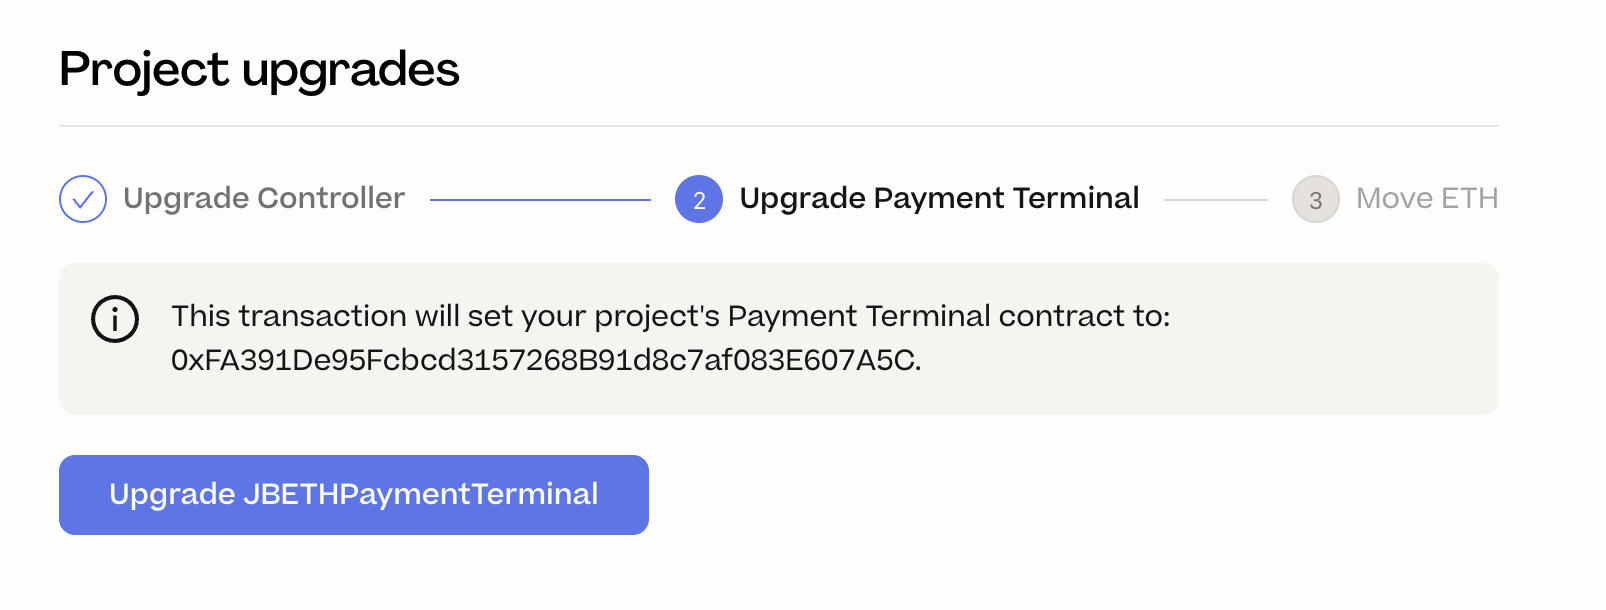 Project upgrades
Upgrade Controller
2 Upgrade Payment Terminal
3 Move ETH
This transaction will set your project's Payment Terminal contract to:
0xFA391De95Fcbcd3157268B91d8c7af083E607A5C.
Upgrade JBETHPaymentTerminal